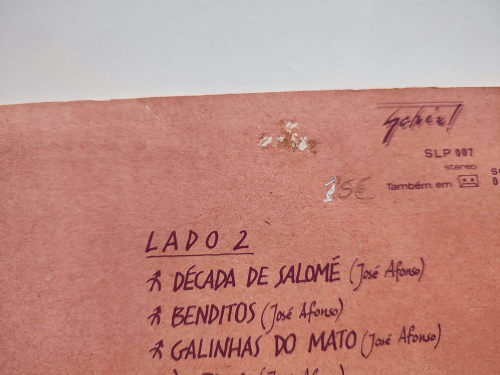 SLP 007
stereo
Também em
15€
LADO 2
DÉCADA DE SALOMÉ (José Afonso)
BENDITOS (José Afonso)
GALINHAS DO MATO (José Afonso)